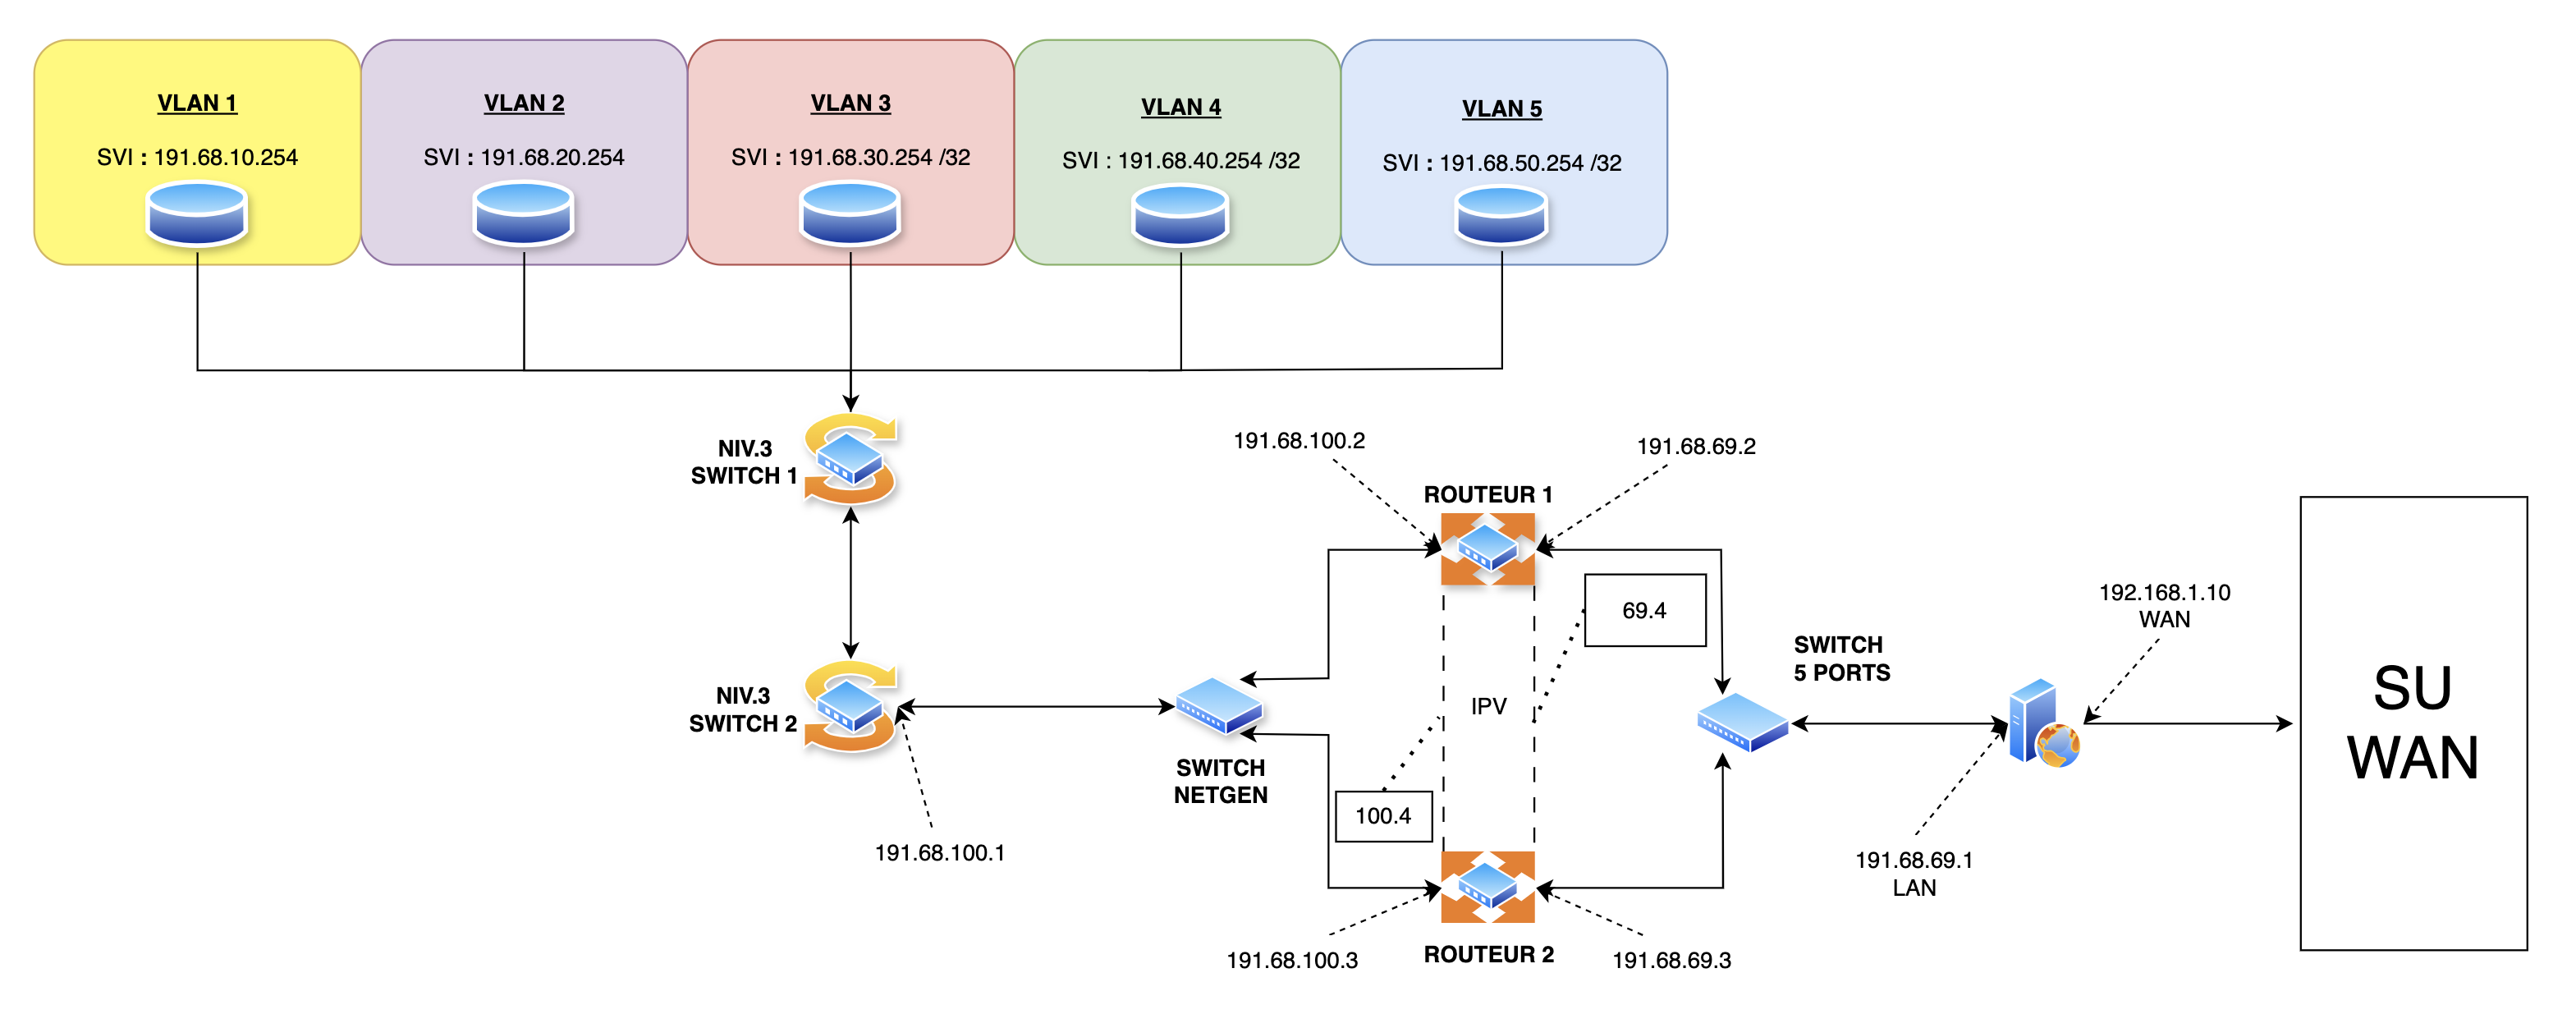 VLAN 1
SVI : 191.68.10.254
VLAN 2
SVI : 191.68.20.254
VLAN 3
SVI : 191.68.30.254 /32
VLAN 4
SVI : 191.68.40.254 /32
VLAN 5
SVI : 191.68.50.254 /32
NIV.3
SWITCH 1
191.68.100.2
191.68.69.2
ROUTEUR 1
69.4
192.168.1.10
WAN
SWITCH
5 PORTS
NIV.3
SWITCH 2
IPV
SU
WAN
SWITCH
NETGEN
100.4
191.68.100.1
191.68.69.1
LAN
191.68.100.3
ROUTEUR 2
191.68.69.3